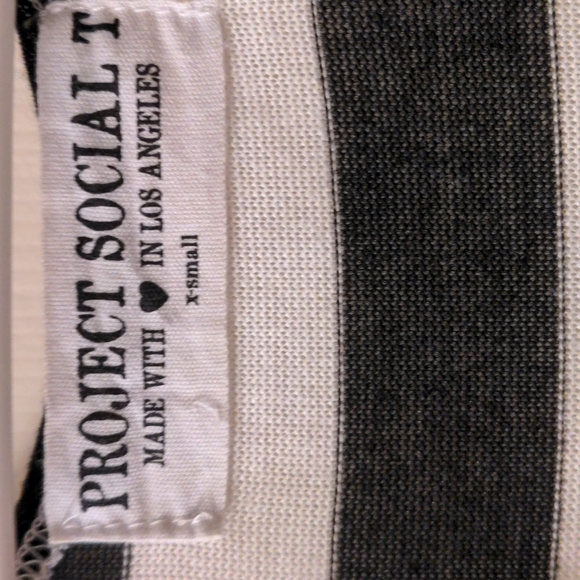 PROJECT SOCIAL T
MADE WITH ♥ IN LOS ANGELES
x-small